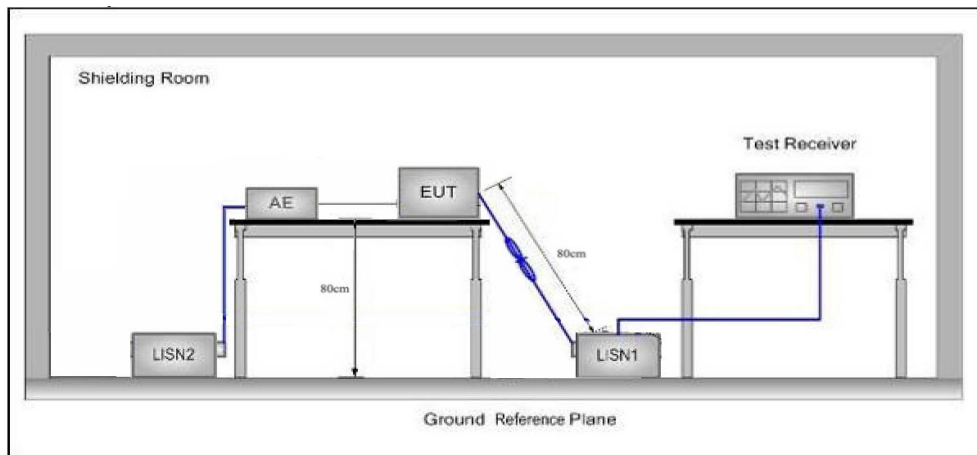 Shielding Room
Test Receiver
EUT
AE
80cm
80cm
LISN2
LISN1
Ground Reference Plane